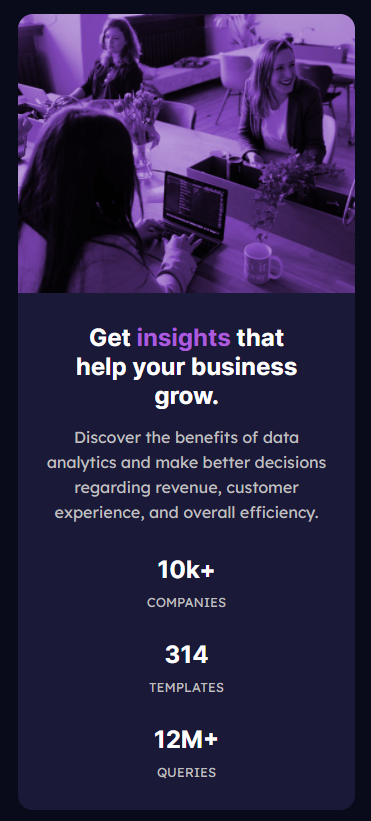 Get insights that
help your business
grow.
Discover the benefits of data
analytics and make better decisions
regarding revenue, customer
experience, and overall efficiency.
10k+
COMPANIES
314
TEMPLATES
12M+
QUERIES